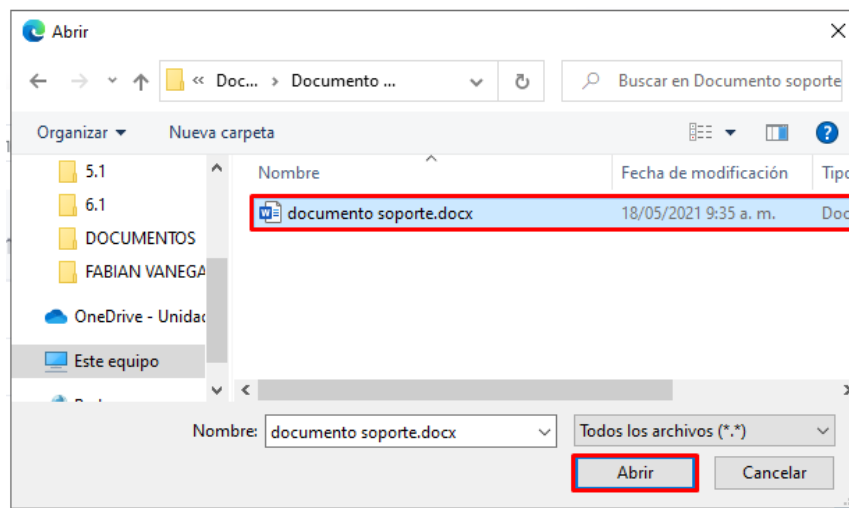 Abrir
« Doc... › Documento ...
Buscar en Documento soporte
Organizar
Nueva carpeta
Nombre
Fecha de modificación
5.1
6.1
DOCUMENTOS
FABIAN VANEGA
OneDrive - Unidad
Este equipo
documento soporte.docx
18/05/2021 9:35 a. m.
Nombre:
documento soporte.docx
Todos los archivos (*.*)
Abrir
Cancelar